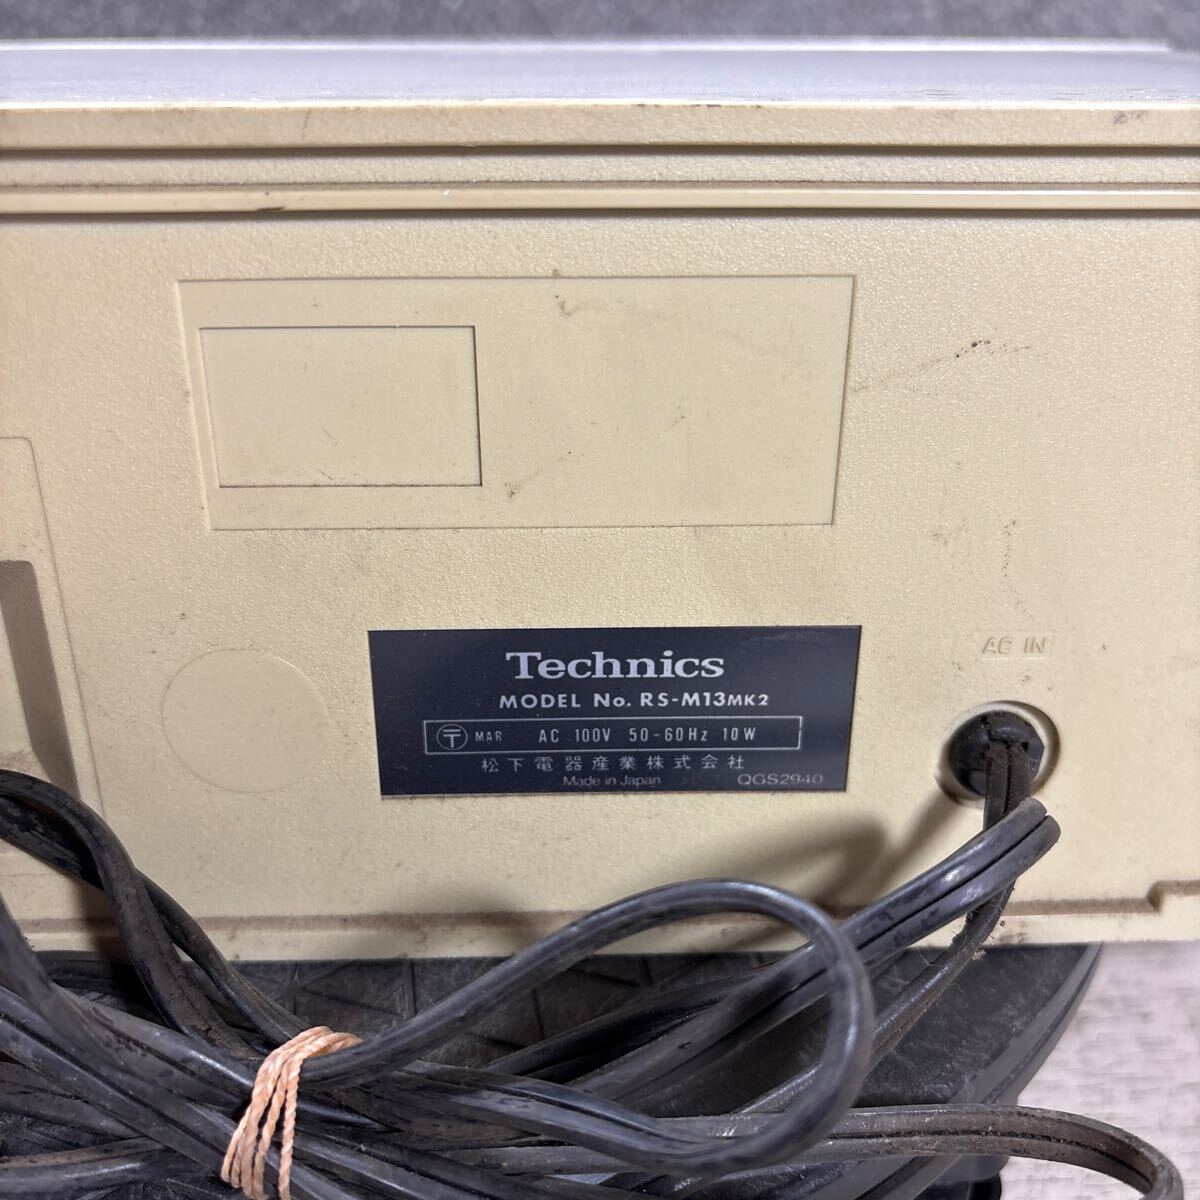 AC IN
Technics
MODEL No. RS-M13MK2
〒 MAR AC 100V 50-60Hz 10W
松下電器産業株式会社
Made in Japan QGS2940